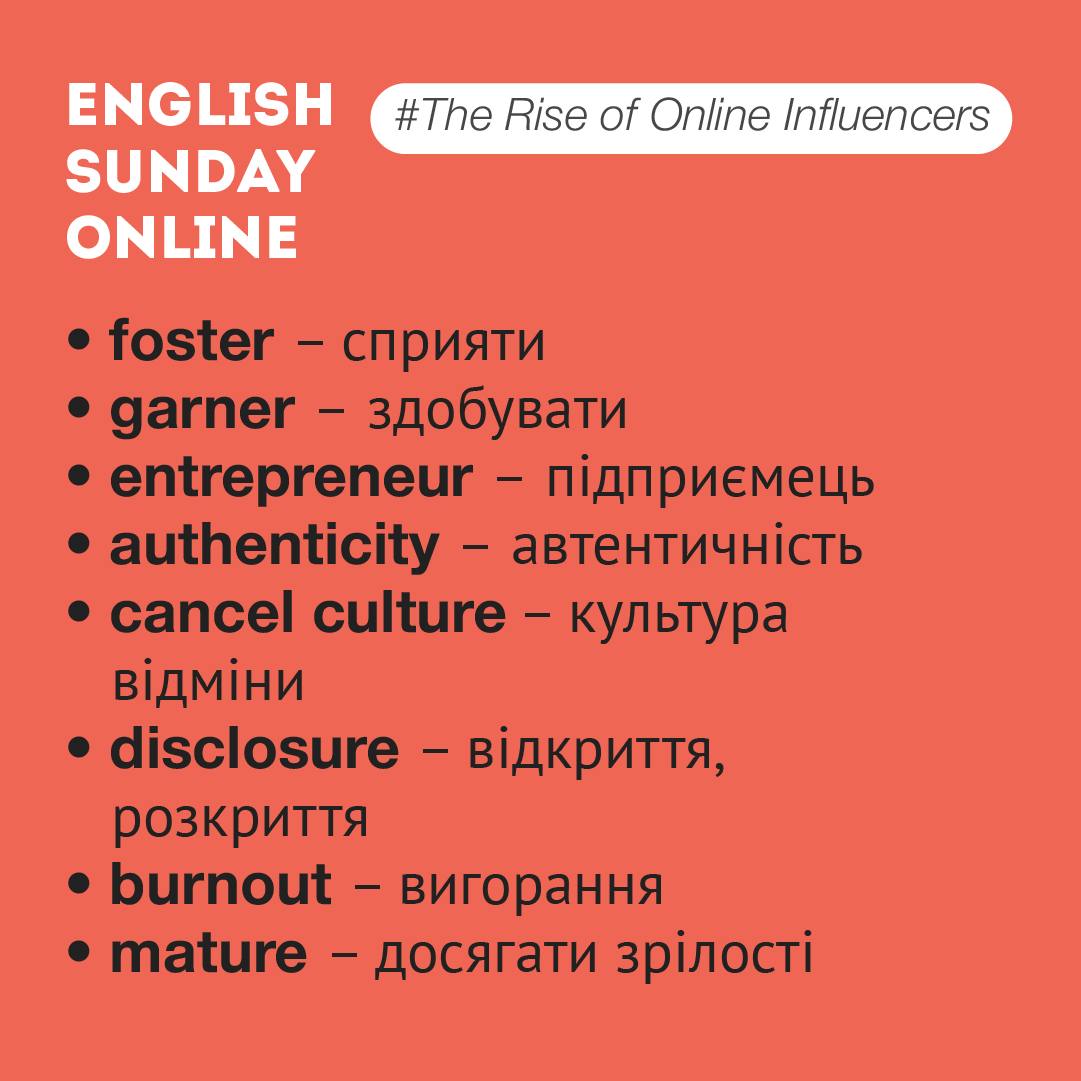 ENGLISH
SUNDAY
ONLINE
#The Rise of Online Influencers
• foster – сприяти
• garner – здобувати
• entrepreneur – підприємець
• authenticity – автентичність
• cancel culture – культура
відміни
• disclosure – відкриття,
розкриття
• burnout – вигорання
• mature – досягати зрілості